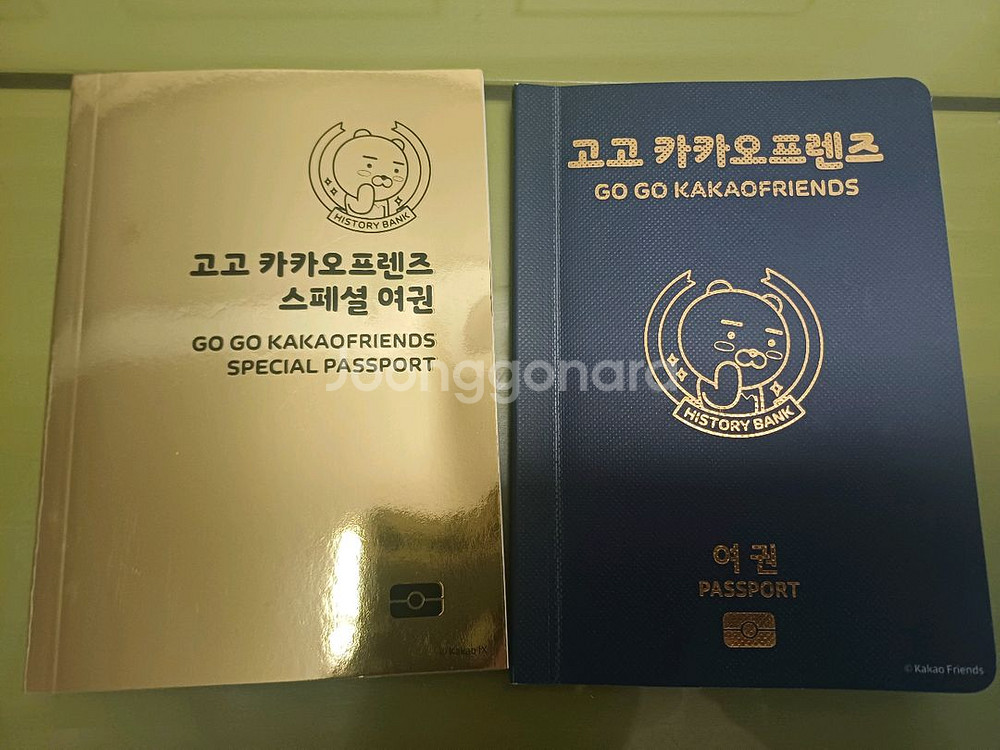 HISTORY BANK
고고 카카오프렌즈
스페셜 여권
GO GO KAKAOFRIENDS
SPECIAL PASSPORT
© Kakao IX
고고 카카오프렌즈
GO GO KAKAOFRIENDS
HISTORY BANK
여권
PASSPORT
© Kakao Friends
Joonggonara